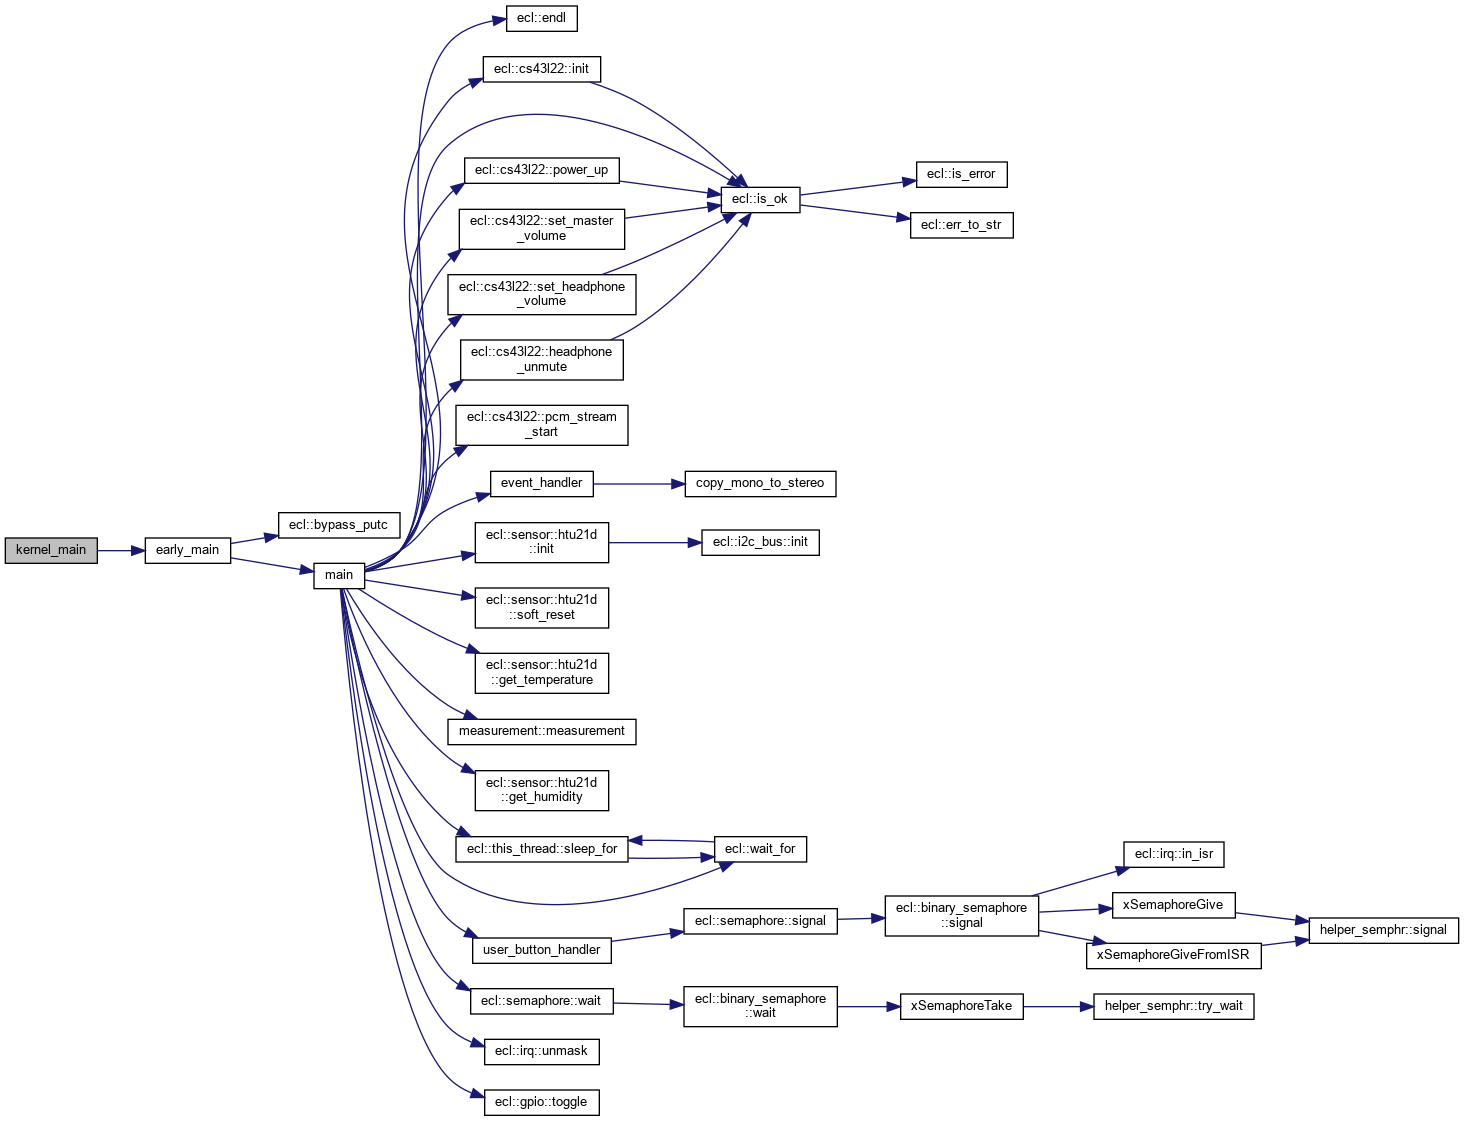 kernel_main
early_main
ecl::bypass_putc
main
ecl::endl
ecl::cs43l22::init
ecl::cs43l22::power_up
ecl::cs43l22::set_master
_volume
ecl::cs43l22::set_headphone
_volume
ecl::cs43l22::headphone
_unmute
ecl::cs43l22::pcm_stream
_start
event_handler
ecl::sensor::htu21d
::init
ecl::sensor::htu21d
::soft_reset
ecl::sensor::htu21d
::get_temperature
measurement::measurement
ecl::sensor::htu21d
::get_humidity
ecl::this_thread::sleep_for
user_button_handler
ecl::semaphore::wait
ecl::irq::unmask
ecl::gpio::toggle
ecl::is_ok
copy_mono_to_stereo
ecl::i2c_bus::init
ecl::wait_for
ecl::semaphore::signal
ecl::binary_semaphore
::wait
ecl::is_error
ecl::err_to_str
ecl::binary_semaphore
::signal
xSemaphoreTake
ecl::irq::in_isr
xSemaphoreGive
xSemaphoreGiveFromISR
helper_semphr::try_wait
helper_semphr::signal